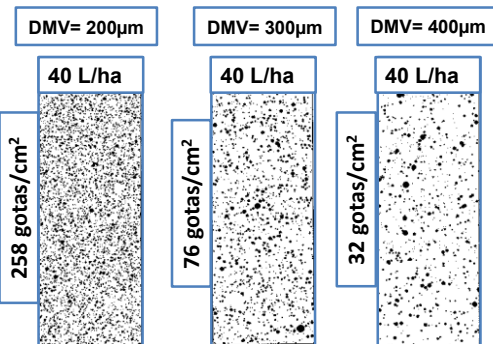 DMV= 200µm
DMV= 300µm
DMV= 400µm
40 L/ha
40 L/ha
40 L/ha
258 gotas/cm²
76 gotas/cm²
32 gotas/cm²